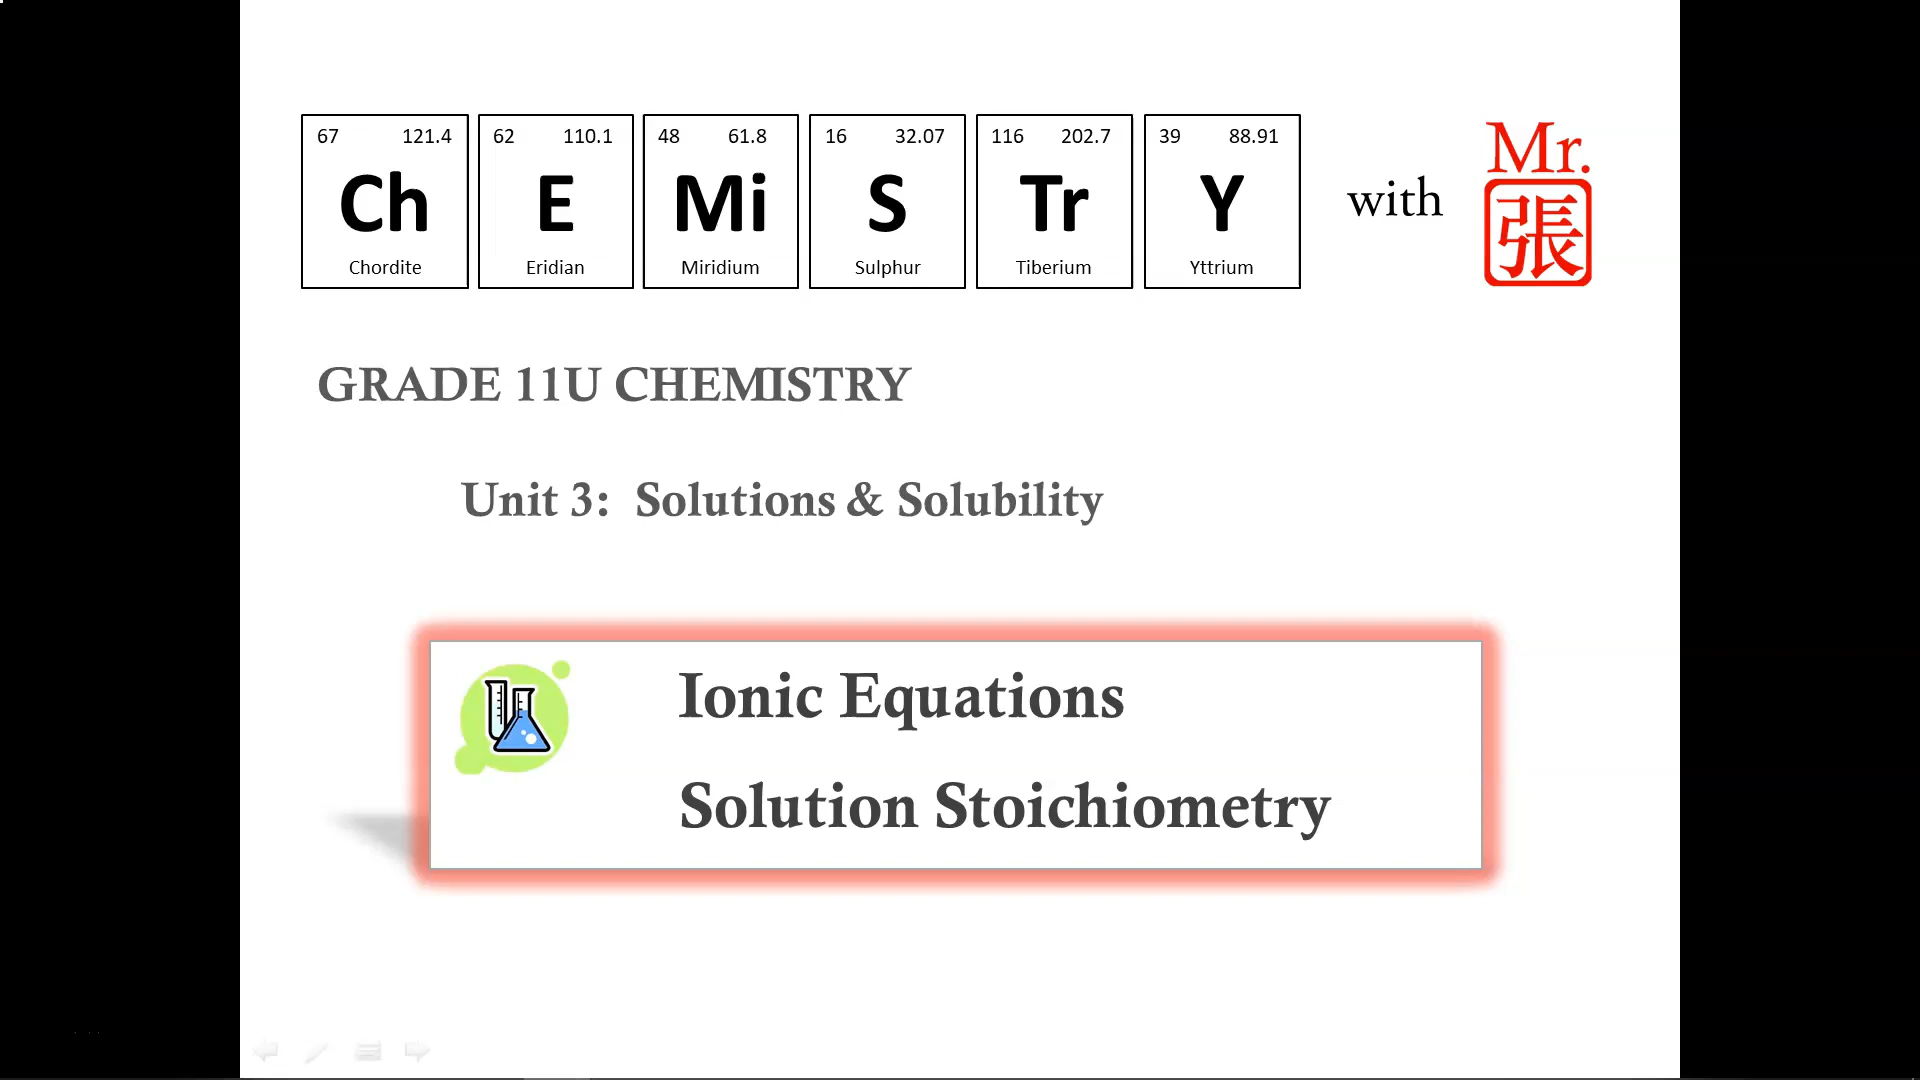 67 121.4 62 110.1 48 61.8 16 32.07 116 202.7 39 88.91
Ch E Mi S Tr Y
Chordite Eridian Miridium Sulphur Tiberium Yttrium
with
Mr.
張
GRADE 11U CHEMISTRY
Unit 3: Solutions & Solubility
Ionic Equations
Solution Stoichiometry